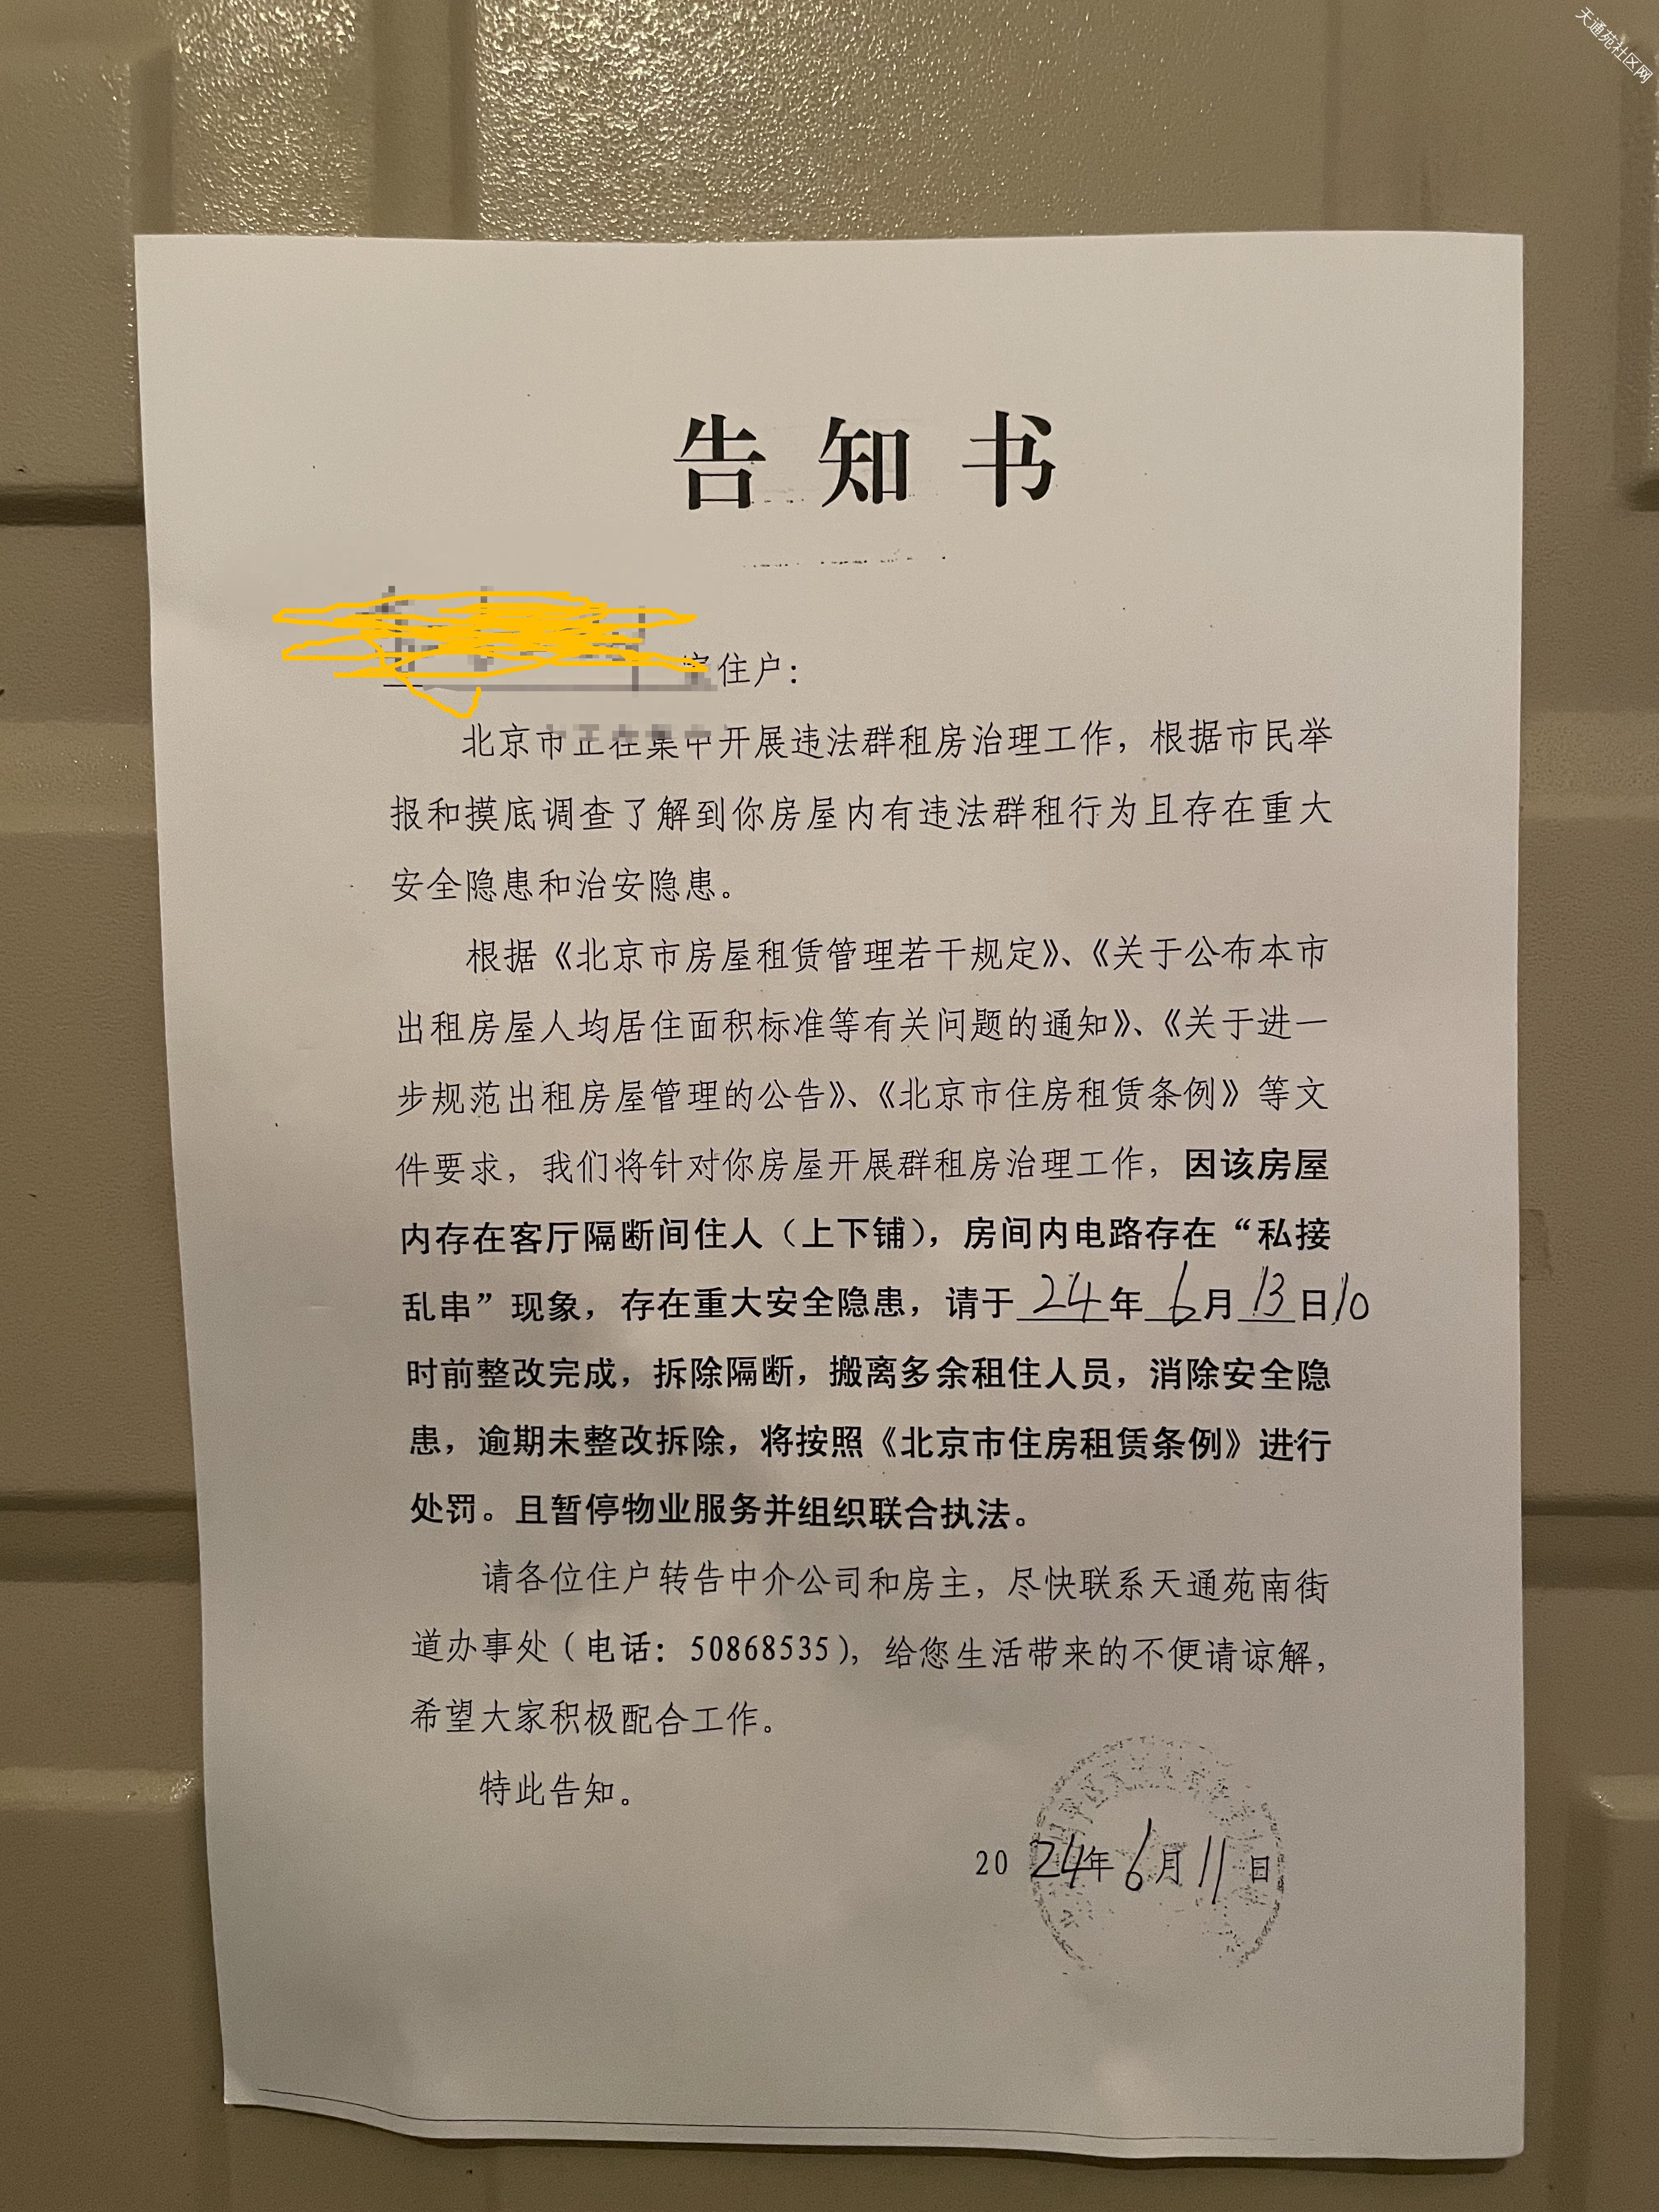 天通苑社区网
告知书
住户：
北京市正在集中开展违法群租房治理工作，根据市民举
报和摸底调查了解到你房屋内有违法群租行为且存在重大
安全隐患和治安隐患。
根据《北京市房屋租赁管理若干规定》、《关于公布本市
出租房屋人均居住面积标准等有关问题的通知》、《关于进一
步规范出租房屋管理的公告》、《北京市住房租赁条例》等文
件要求，我们将针对你房屋开展群租房治理工作，因该房屋
内存在客厅隔断间住人（上下铺），房间内电路存在“私接
乱串”现象，存在重大安全隐患，请于24年6月13日10
时前整改完成，拆除隔断，搬离多余租住人员，消除安全隐
患，逾期未整改拆除，将按照《北京市住房租赁条例》进行
处罚。且暂停物业服务并组织联合执法。
请各位住户转告中介公司和房主，尽快联系天通苑南街
道办事处（电话：50868535），给您生活带来的不便请谅解，
希望大家积极配合工作。
特此告知。
2024年6月11日